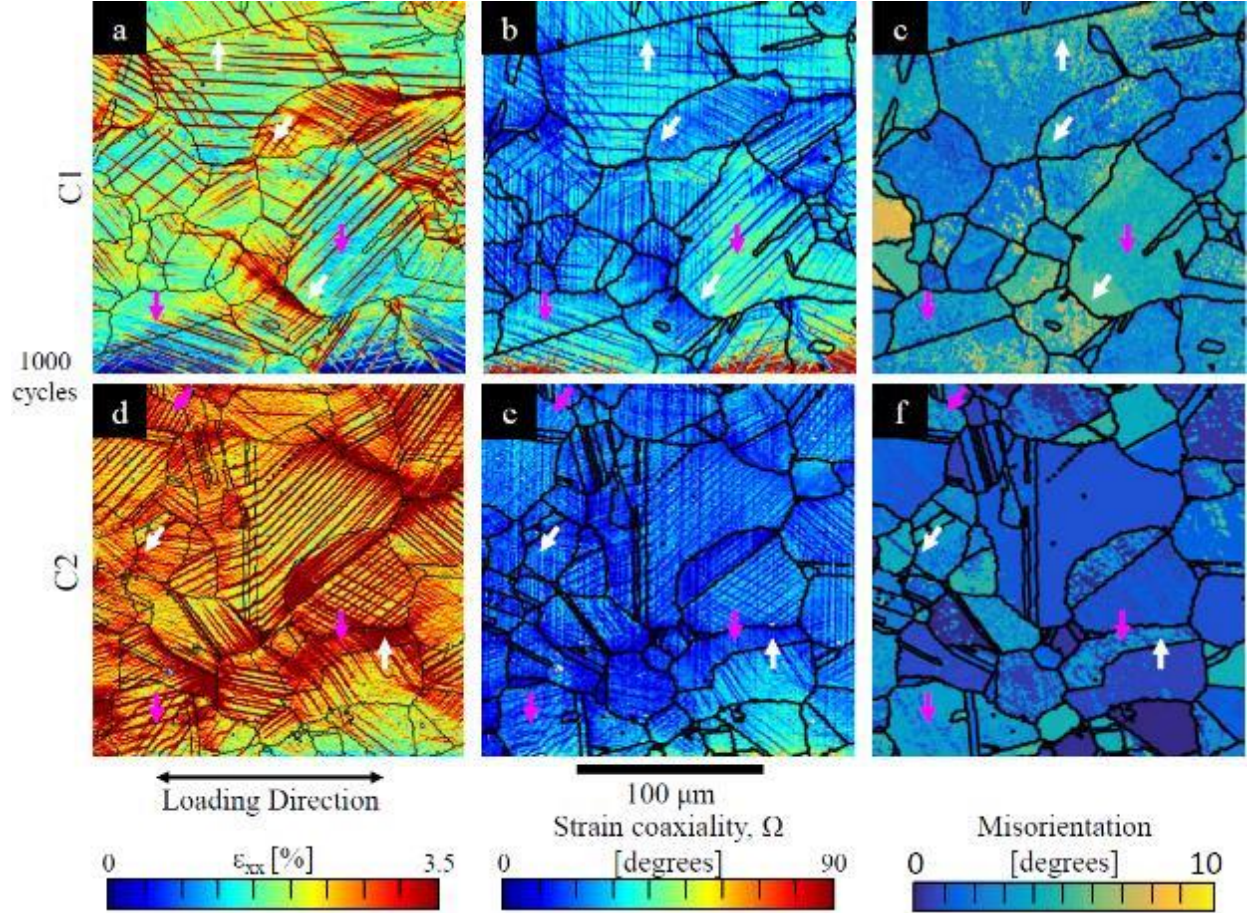 a
b
c
C1
1000
cycles
d
e
f
C2
Loading Direction
100 μm
Strain coaxiality, Ω
Misorientation
0 εxx [%] 3.5
0 [degrees] 90
0 [degrees] 10